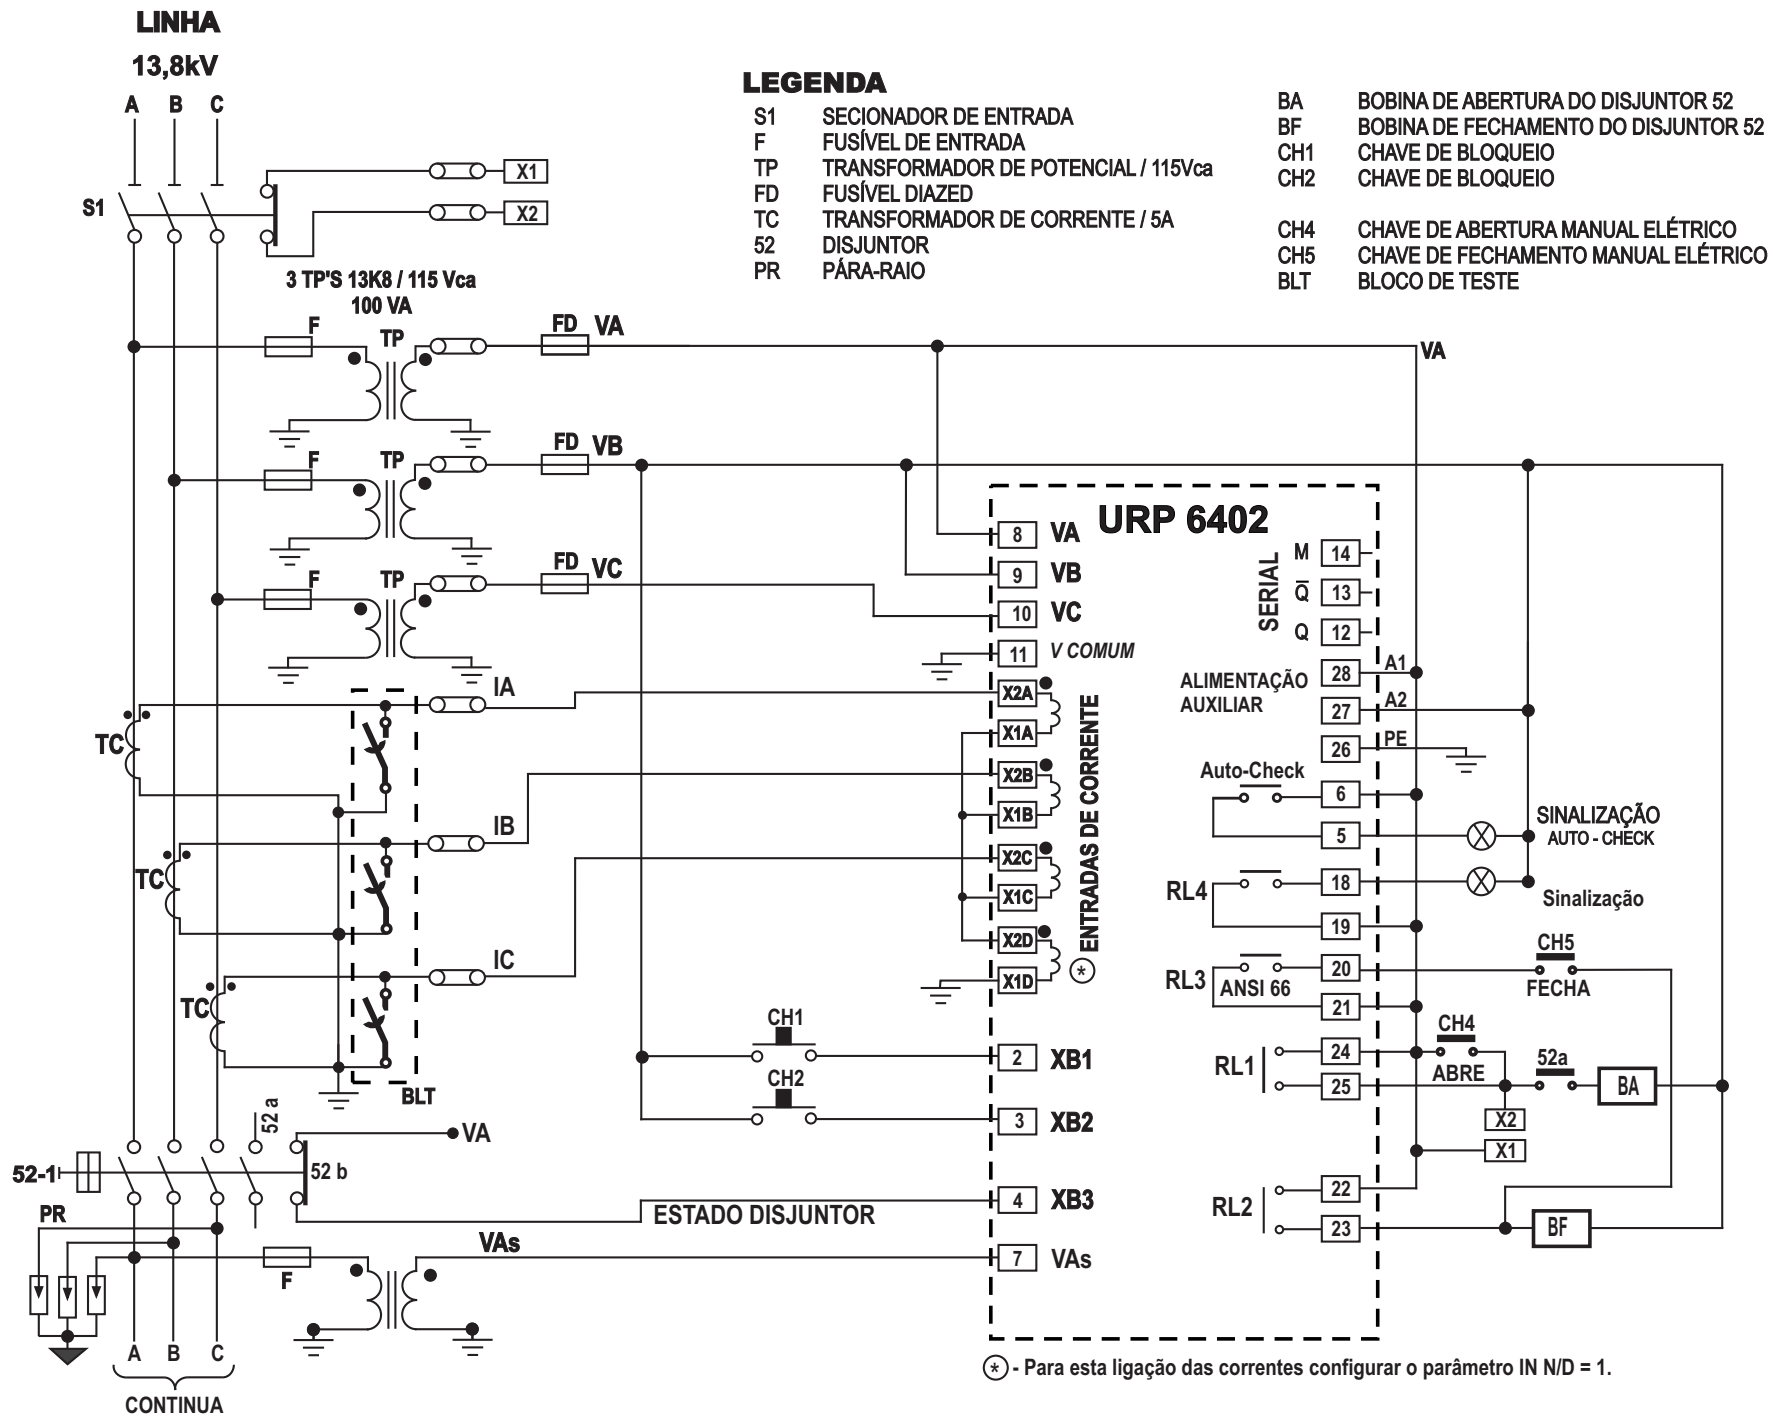 LINHA
13,8kV
A B C
S1
X1
X2
LEGENDA
S1 SECIONADOR DE ENTRADA
F FUSÍVEL DE ENTRADA
TP TRANSFORMADOR DE POTENCIAL / 115Vca
FD FUSÍVEL DIAZED
TC TRANSFORMADOR DE CORRENTE / 5A
52 DISJUNTOR
PR PÁRA-RAIO
BA BOBINA DE ABERTURA DO DISJUNTOR 52
BF BOBINA DE FECHAMENTO DO DISJUNTOR 52
CH1 CHAVE DE BLOQUEIO
CH2 CHAVE DE BLOQUEIO
CH4 CHAVE DE ABERTURA MANUAL ELÉTRICO
CH5 CHAVE DE FECHAMENTO MANUAL ELÉTRICO
BLT BLOCO DE TESTE
3 TP'S 13K8 / 115 Vca
100 VA
F TP FD VA
VA
F TP FD VB
F TP FD VC
TC
IA
TC
IB
TC
IC
BLT
52 a
VA
52-1
52 b
PR
ESTADO DISJUNTOR
VAs
F
A B C
CONTINUA
CH1
CH2
URP 6402
8 VA
9 VB
10 VC
11 V COMUM
X2A
X1A
X2B
X1B
X2C
X1C
X2D
X1D
ENTRADAS DE CORRENTE
*
2 XB1
3 XB2
4 XB3
7 VAs
SERIAL
M 14
Q̅ 13
Q 12
ALIMENTAÇÃO
AUXILIAR
28 A1
27 A2
26 PE
Auto-Check
6
5
SINALIZAÇÃO
AUTO - CHECK
RL4
18
19
Sinalização
RL3
ANSI 66
20
21
CH5
FECHA
RL1
24
25
CH4
ABRE
52a
BA
X2
X1
RL2
22
23
BF
* - Para esta ligação das correntes configurar o parâmetro IN N/D = 1.